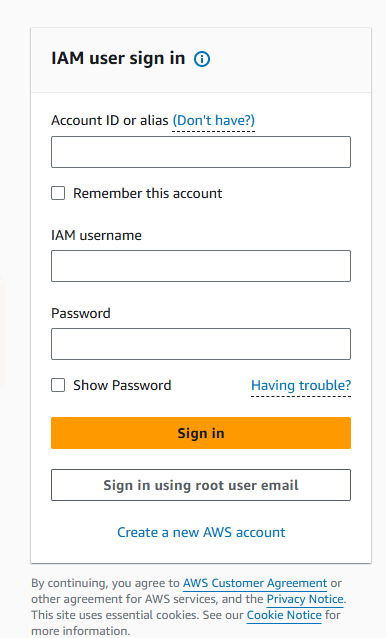 IAM user sign in
Account ID or alias (Don't have?)
Remember this account
IAM username
Password
Show Password Having trouble?
Sign in
Sign in using root user email
Create a new AWS account
By continuing, you agree to AWS Customer Agreement or
other agreement for AWS services, and the Privacy Notice.
This site uses essential cookies. See our Cookie Notice for
more information.